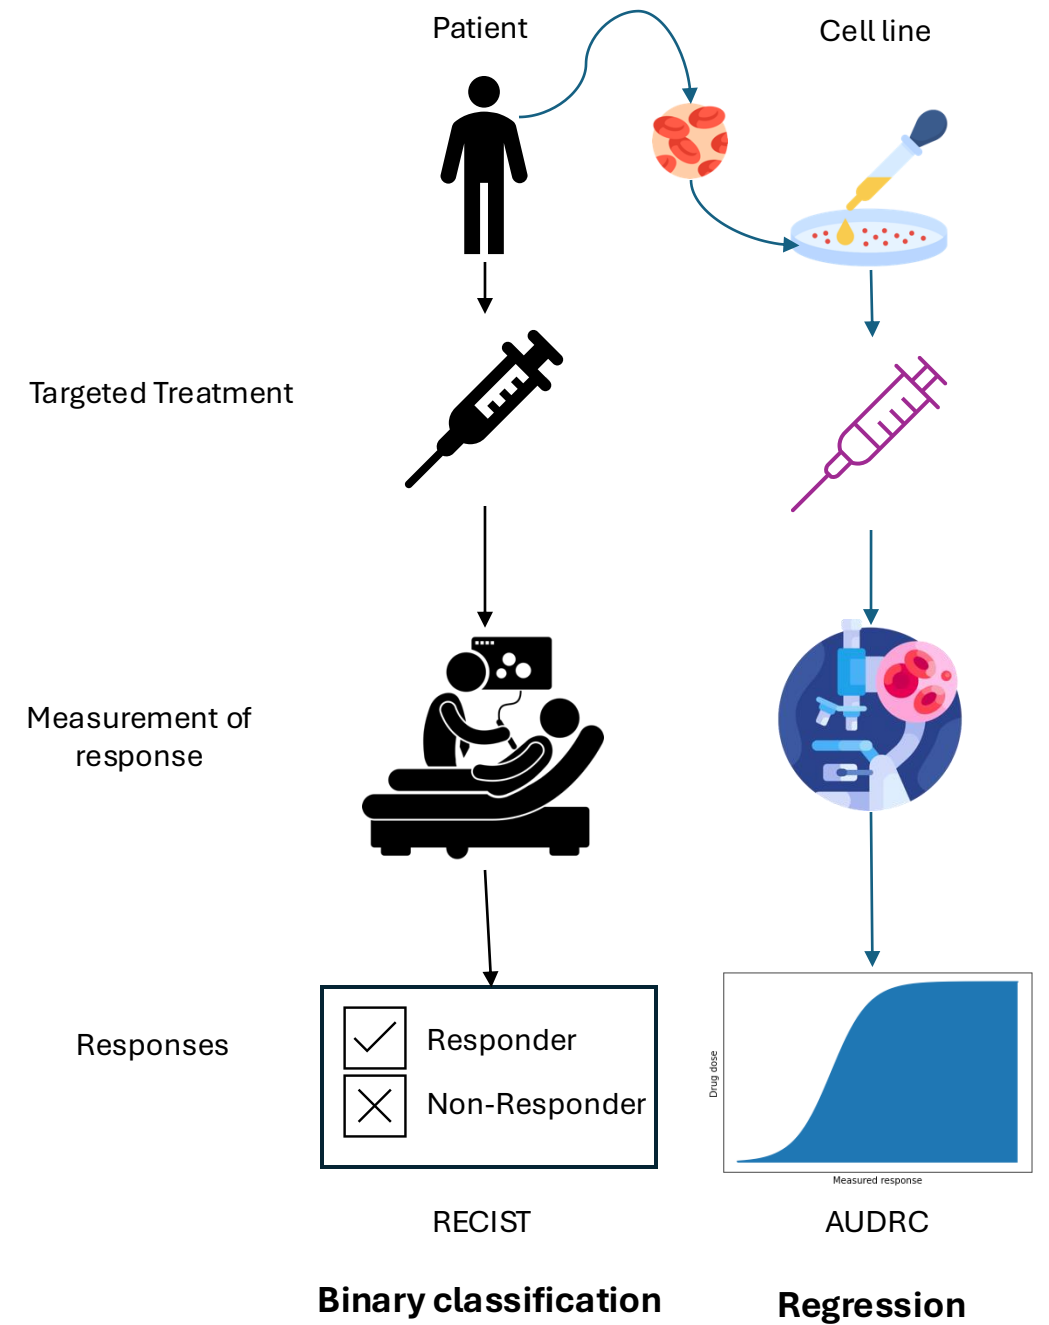 Patient
Cell line
Targeted Treatment
Measurement of
response
Responses
Responder
Non-Responder
Drug dose
Measured response
RECIST
AUDRC
Binary classification
Regression